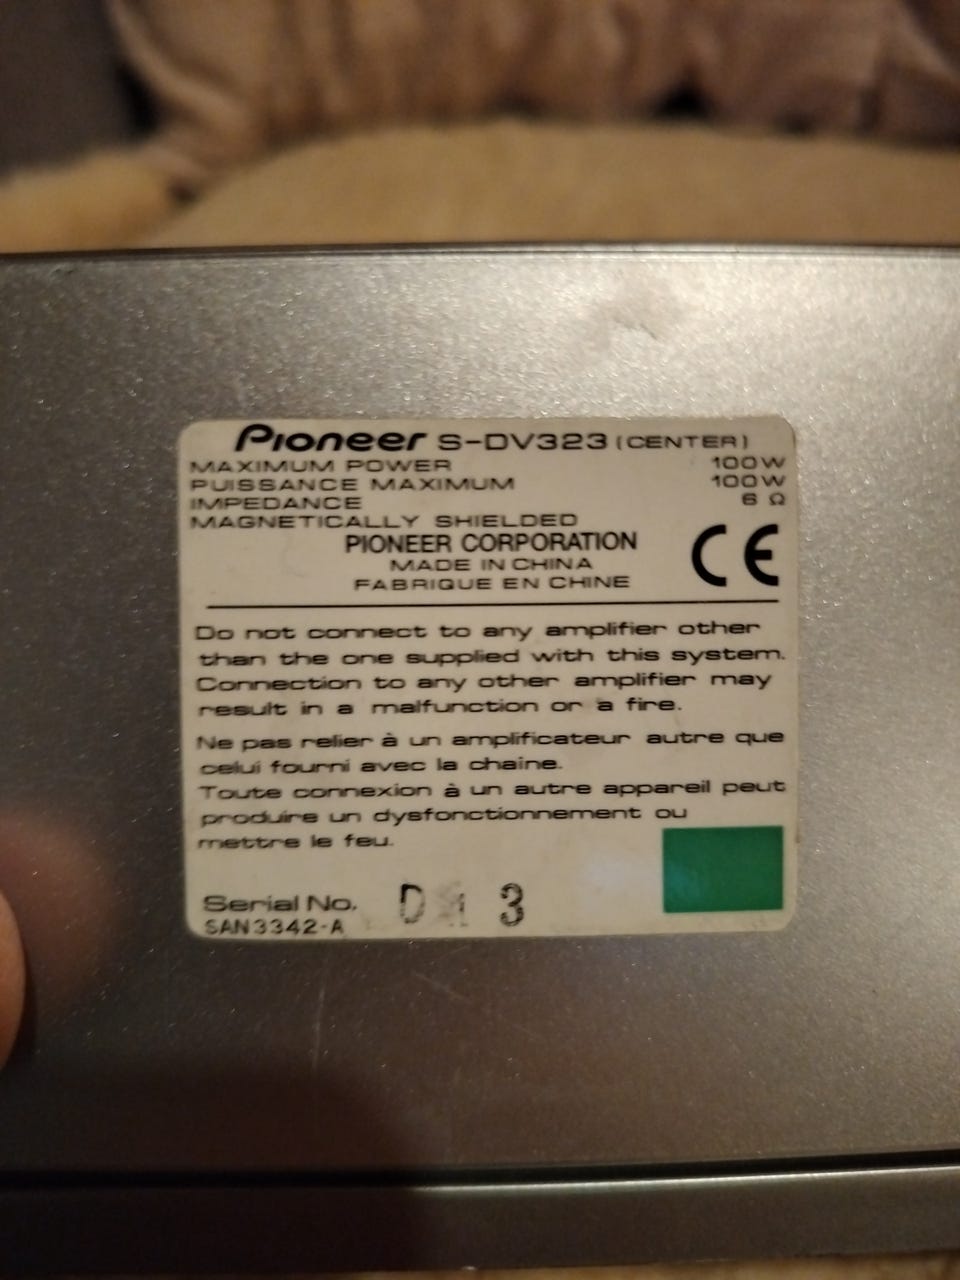 Pioneer S-DV323 (CENTER)
MAXIMUM POWER 100W
PUISSANCE MAXIMUM 100W
IMPEDANCE 6 Ω
MAGNETICALLY SHIELDED
PIONEER CORPORATION
MADE IN CHINA
FABRIQUE EN CHINE
CE
Do not connect to any amplifier other
than the one supplied with this system.
Connection to any other amplifier may
result in a malfunction or a fire.
Ne pas relier à un amplificateur autre que
celui fourni avec la chaîne.
Toute connexion à un autre appareil peut
produire un dysfonctionnement ou
mettre le feu.
Serial No. D 1 3
SAN3342-A